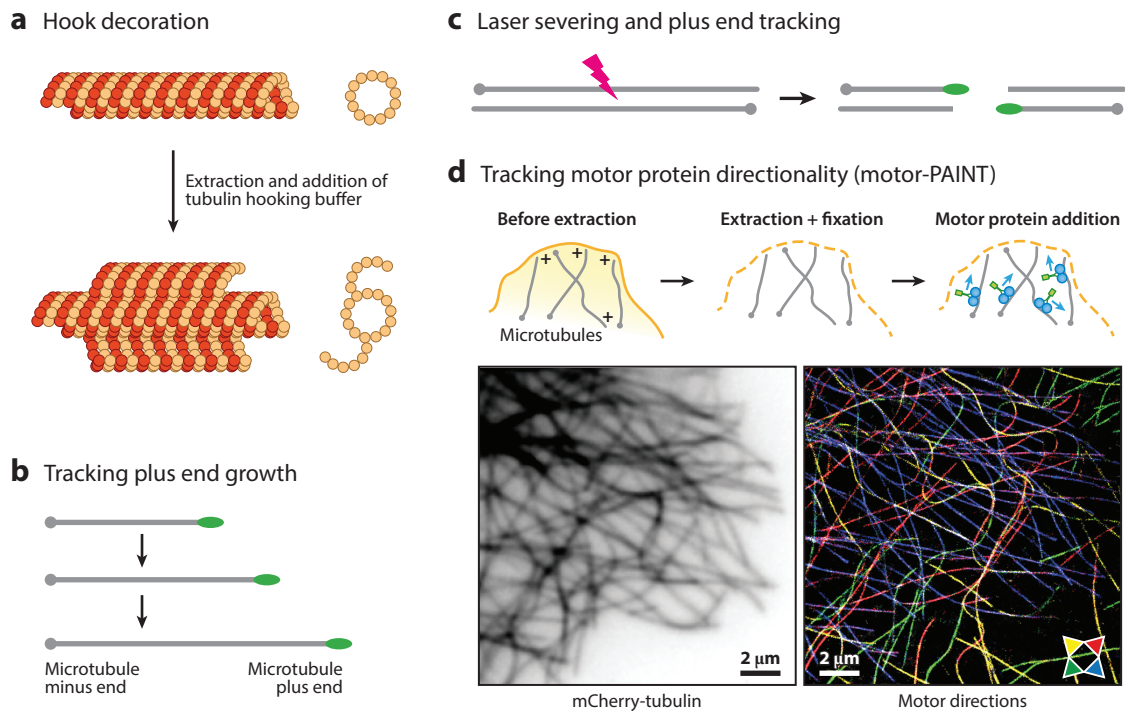 a Hook decoration
Extraction and addition of
tubulin hooking buffer
b Tracking plus end growth
Microtubule
minus end
Microtubule
plus end
c Laser severing and plus end tracking
d Tracking motor protein directionality (motor-PAINT)
Before extraction
Extraction + fixation
Motor protein addition
+ + + +
+
Microtubules
2 μm
2 μm
mCherry-tubulin
Motor directions